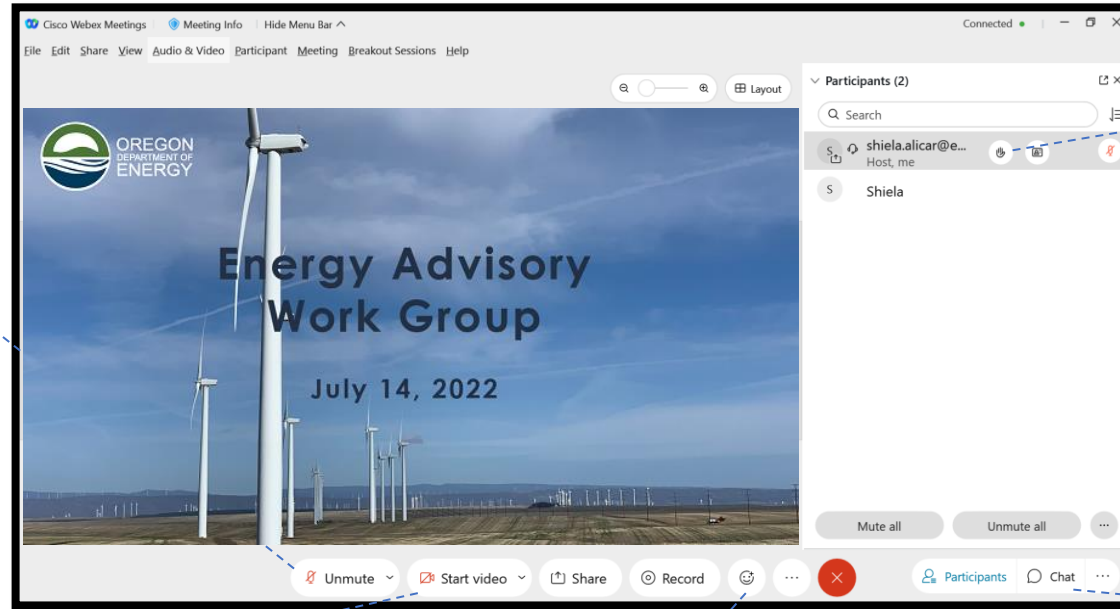 Cisco Webex Meetings Meeting Info Hide Menu Bar Connected
File Edit Share View Audio & Video Participant Meeting Breakout Sessions Help
Layout
Participants (2)
Search
S shiela.alicar@e...
Host, me
S Shiela
OREGON
DEPARTMENT OF
ENERGY
Energy Advisory
Work Group
July 14, 2022
Mute all Unmute all ...
Unmute Start video Share Record ... Participants Chat ...